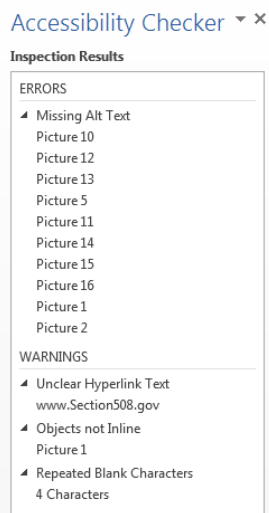 Accessibility Checker
Inspection Results
ERRORS
Missing Alt Text
Picture 10
Picture 12
Picture 13
Picture 5
Picture 11
Picture 14
Picture 15
Picture 16
Picture 1
Picture 2
WARNINGS
Unclear Hyperlink Text
www.Section508.gov
Objects not Inline
Picture 1
Repeated Blank Characters
4 Characters